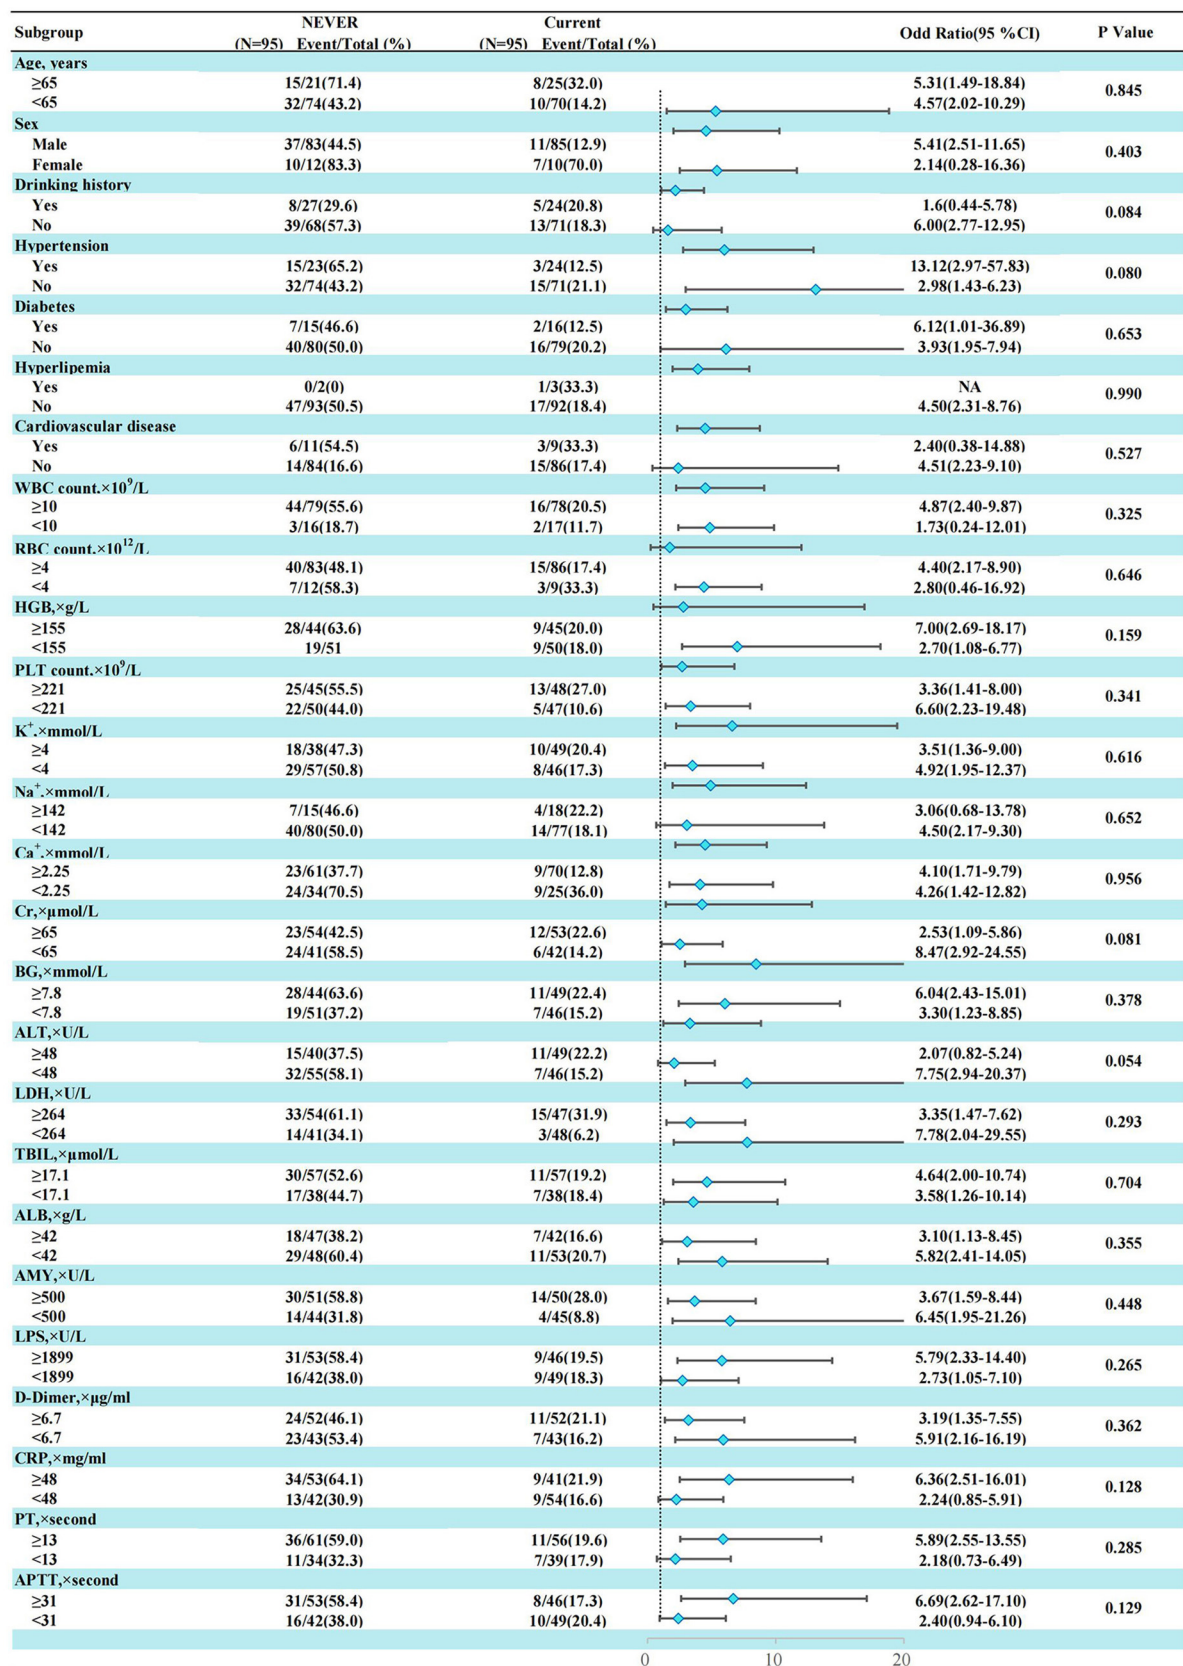 Subgroup NEVER Current Odd Ratio(95 %CI) P Value
(N=95) Event/Total (%) (N=95) Event/Total (%)
Age, years
≥65 15/21(71.4) 8/25(32.0) 5.31(1.49-18.84) 0.845
<65 32/74(43.2) 10/70(14.2) 4.57(2.02-10.29)
Sex
Male 37/83(44.5) 11/85(12.9) 5.41(2.51-11.65) 0.403
Female 10/12(83.3) 7/10(70.0) 2.14(0.28-16.36)
Drinking history
Yes 8/27(29.6) 5/24(20.8) 1.6(0.44-5.78) 0.084
No 39/68(57.3) 13/71(18.3) 6.00(2.77-12.95)
Hypertension
Yes 15/23(65.2) 3/24(12.5) 13.12(2.97-57.83) 0.080
No 32/74(43.2) 15/71(21.1) 2.98(1.43-6.23)
Diabetes
Yes 7/15(46.6) 2/16(12.5) 6.12(1.01-36.89) 0.653
No 40/80(50.0) 16/79(20.2) 3.93(1.95-7.94)
Hyperlipemia
Yes 0/2(0) 1/3(33.3) NA 0.990
No 47/93(50.5) 17/92(18.4) 4.50(2.31-8.76)
Cardiovascular disease
Yes 6/11(54.5) 3/9(33.3) 2.40(0.38-14.88) 0.527
No 14/84(16.6) 15/86(17.4) 4.51(2.23-9.10)
WBC count,×10⁹/L
≥10 44/79(55.6) 16/78(20.5) 4.87(2.40-9.87) 0.325
<10 3/16(18.7) 2/17(11.7) 1.73(0.24-12.01)
RBC count,×10¹²/L
≥4 40/83(48.1) 15/86(17.4) 4.40(2.17-8.90) 0.646
<4 7/12(58.3) 3/9(33.3) 2.80(0.46-16.92)
HGB,×g/L
≥155 28/44(63.6) 9/45(20.0) 7.00(2.69-18.17) 0.159
<155 19/51 9/50(18.0) 2.70(1.08-6.77)
PLT count,×10⁹/L
≥221 25/45(55.5) 13/48(27.0) 3.36(1.41-8.00) 0.341
<221 22/50(44.0) 5/47(10.6) 6.60(2.23-19.48)
K⁺,×mmol/L
≥4 18/38(47.3) 10/49(20.4) 3.51(1.36-9.00) 0.616
<4 29/57(50.8) 8/46(17.3) 4.92(1.95-12.37)
Na⁺,×mmol/L
≥142 7/15(46.6) 4/18(22.2) 3.06(0.68-13.78) 0.652
<142 40/80(50.0) 14/77(18.1) 4.50(2.17-9.30)
Ca⁺,×mmol/L
≥2.25 23/61(37.7) 9/70(12.8) 4.10(1.71-9.79) 0.956
<2.25 24/34(70.5) 9/25(36.0) 4.26(1.42-12.82)
Cr,×μmol/L
≥65 23/54(42.5) 12/53(22.6) 2.53(1.09-5.86) 0.081
<65 24/41(58.5) 6/42(14.2) 8.47(2.92-24.55)
BG,×mmol/L
≥7.8 28/44(63.6) 11/49(22.4) 6.04(2.43-15.01) 0.378
<7.8 19/51(37.2) 7/46(15.2) 3.30(1.23-8.85)
ALT,×U/L
≥48 15/40(37.5) 11/49(22.2) 2.07(0.82-5.24) 0.054
<48 32/55(58.1) 7/46(15.2) 7.75(2.94-20.37)
LDH,×U/L
≥264 33/54(61.1) 15/47(31.9) 3.35(1.47-7.62) 0.293
<264 14/41(34.1) 3/48(6.2) 7.78(2.04-29.55)
TBIL,×μmol/L
≥17.1 30/57(52.6) 11/57(19.2) 4.64(2.00-10.74) 0.704
<17.1 17/38(44.7) 7/38(18.4) 3.58(1.26-10.14)
ALB,×g/L
≥42 18/47(38.2) 7/42(16.6) 3.10(1.13-8.45) 0.355
<42 29/48(60.4) 11/53(20.7) 5.82(2.41-14.05)
AMY,×U/L
≥500 30/51(58.8) 14/50(28.0) 3.67(1.59-8.44) 0.448
<500 14/44(31.8) 4/45(8.8) 6.45(1.95-21.26)
LPS,×U/L
≥1899 31/53(58.4) 9/46(19.5) 5.79(2.33-14.40) 0.265
<1899 16/42(38.0) 9/49(18.3) 2.73(1.05-7.10)
D-Dimer,×μg/ml
≥6.7 24/52(46.1) 11/52(21.1) 3.19(1.35-7.55) 0.362
<6.7 23/43(53.4) 7/43(16.2) 5.91(2.16-16.19)
CRP,×mg/ml
≥48 34/53(64.1) 9/41(21.9) 6.36(2.51-16.01) 0.128
<48 13/42(30.9) 9/54(16.6) 2.24(0.85-5.91)
PT,×second
≥13 36/61(59.0) 11/56(19.6) 5.89(2.55-13.55) 0.285
<13 11/34(32.3) 7/39(17.9) 2.18(0.73-6.49)
APTT,×second
≥31 31/53(58.4) 8/46(17.3) 6.69(2.62-17.10) 0.129
<31 16/42(38.0) 10/49(20.4) 2.40(0.94-6.10)
0 10 20